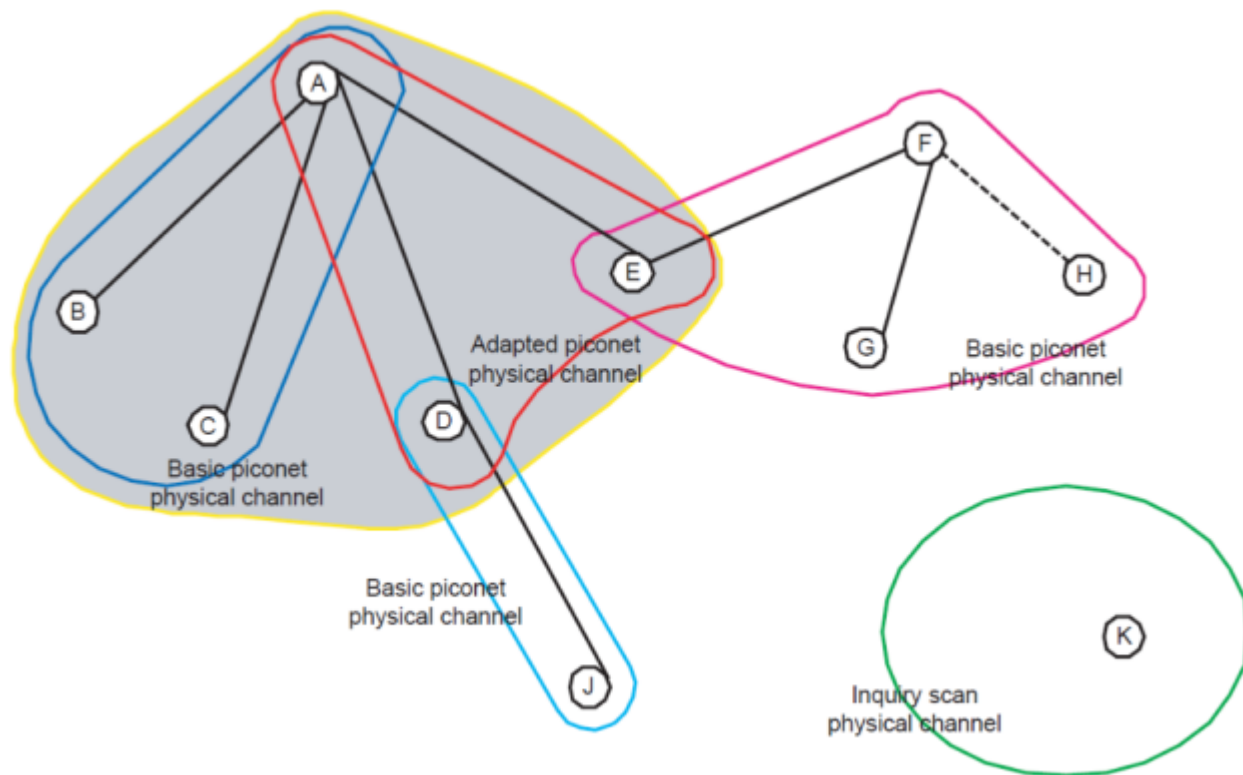 A
F
E
H
B
G
Adapted piconet
physical channel
Basic piconet
physical channel
D
C
Basic piconet
physical channel
Basic piconet
physical channel
K
J
Inquiry scan
physical channel